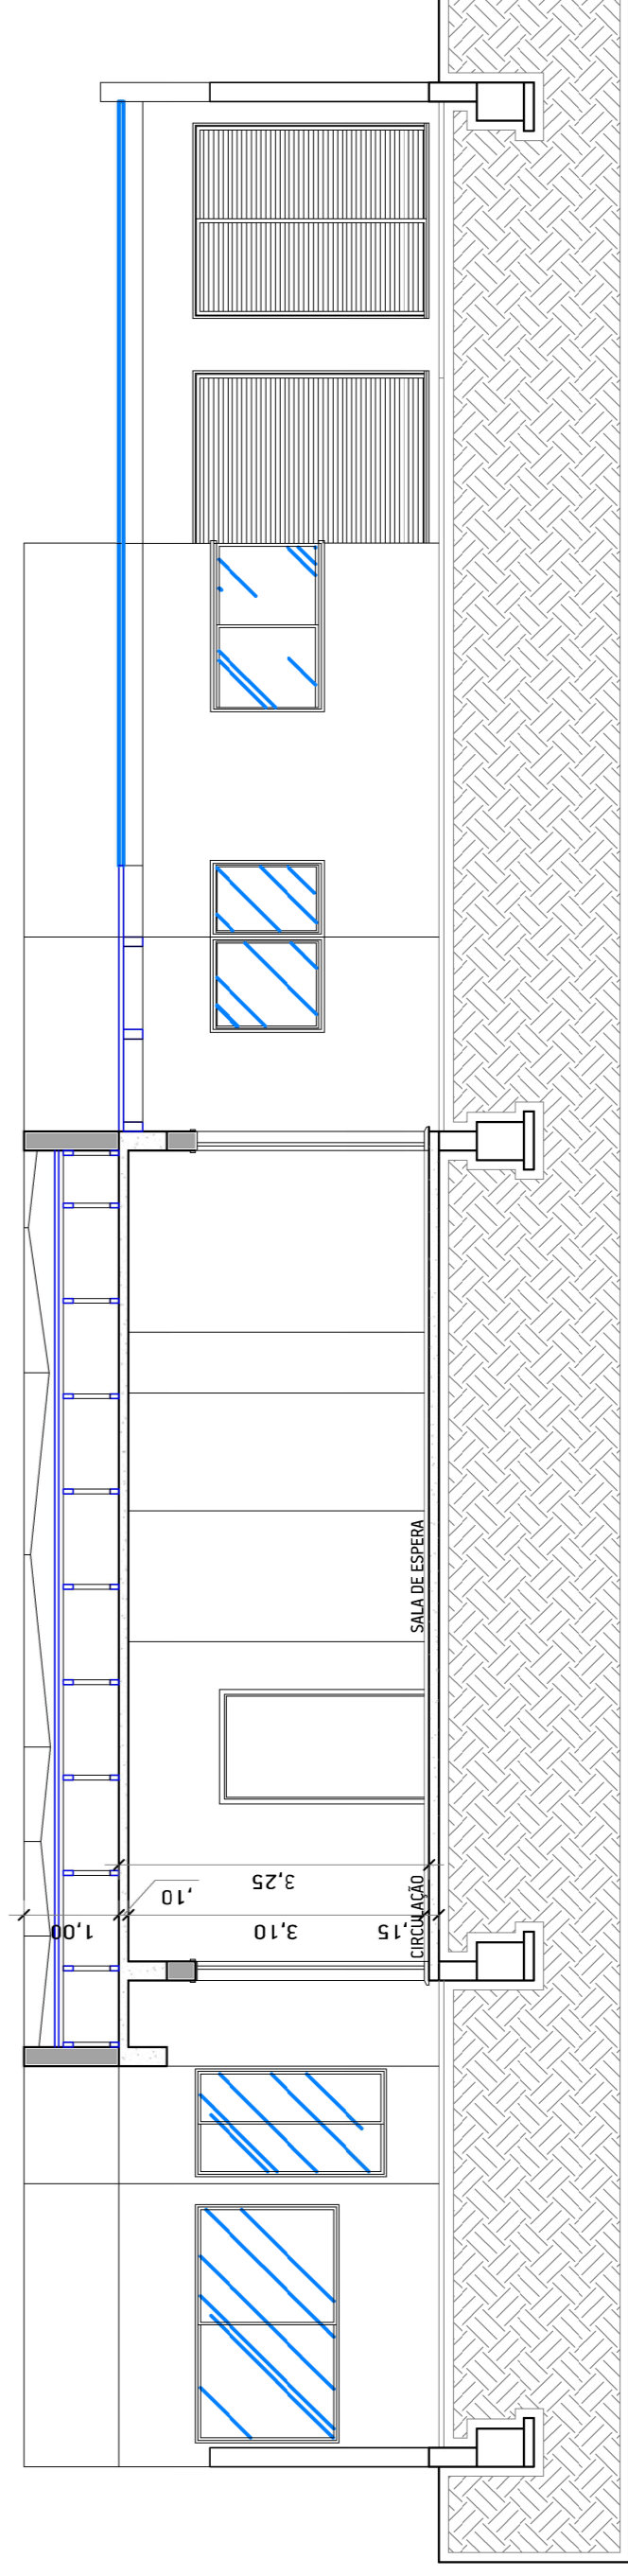 SALA DE ESPERA
CIRCULAÇÃO
3,25
,10
1,00
3,10
,15